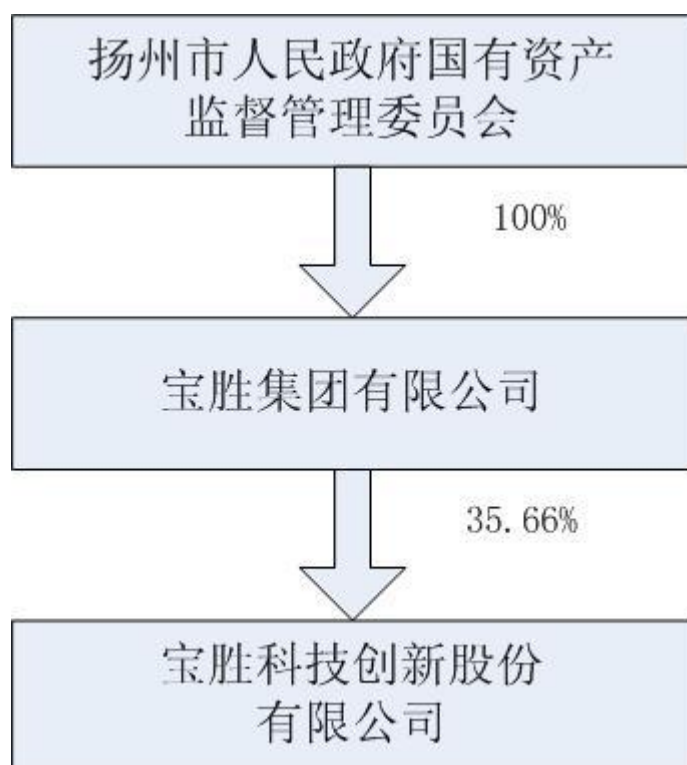 扬州市人民政府国有资产
监督管理委员会
100%
宝胜集团有限公司
35.66%
宝胜科技创新股份
有限公司